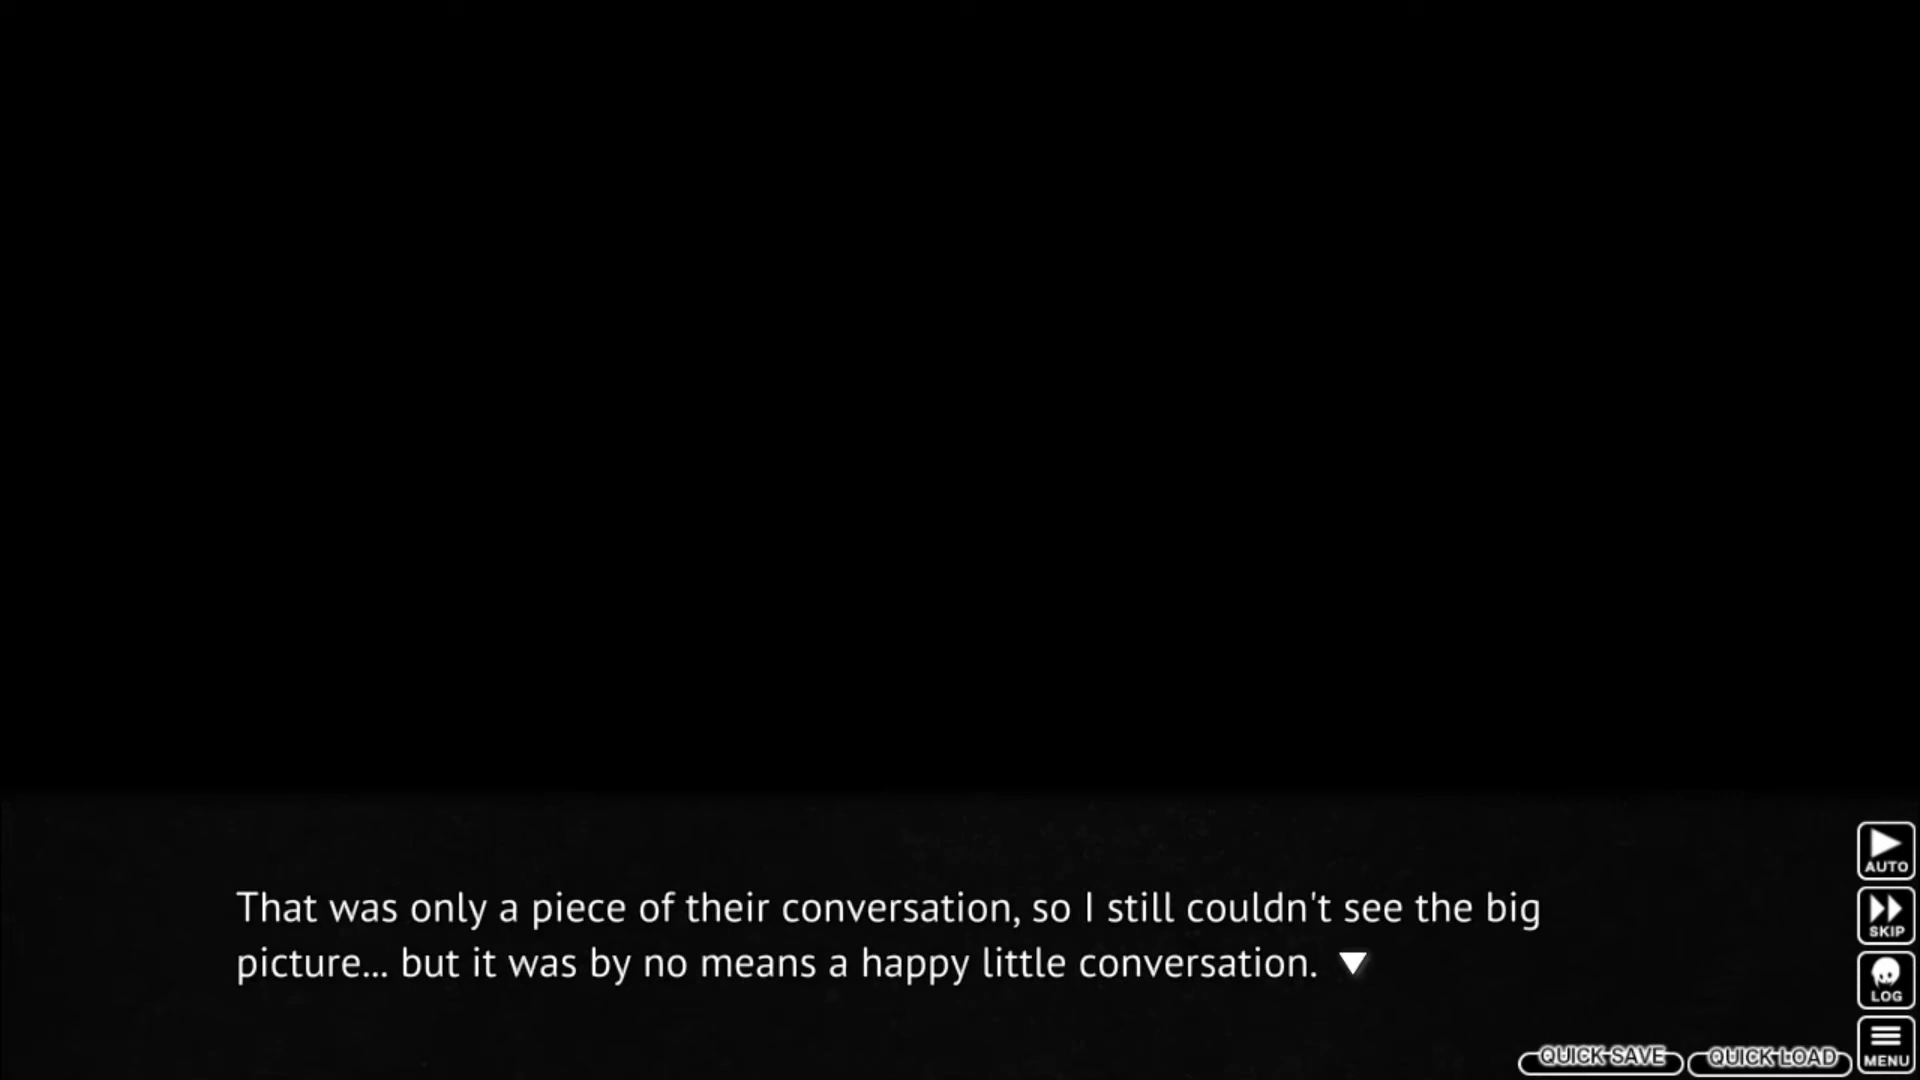 That was only a piece of their conversation, so I still couldn't see the big
picture... but it was by no means a happy little conversation.
AUTO
SKIP
LOG
MENU
QUICK SAVE
QUICK LOAD